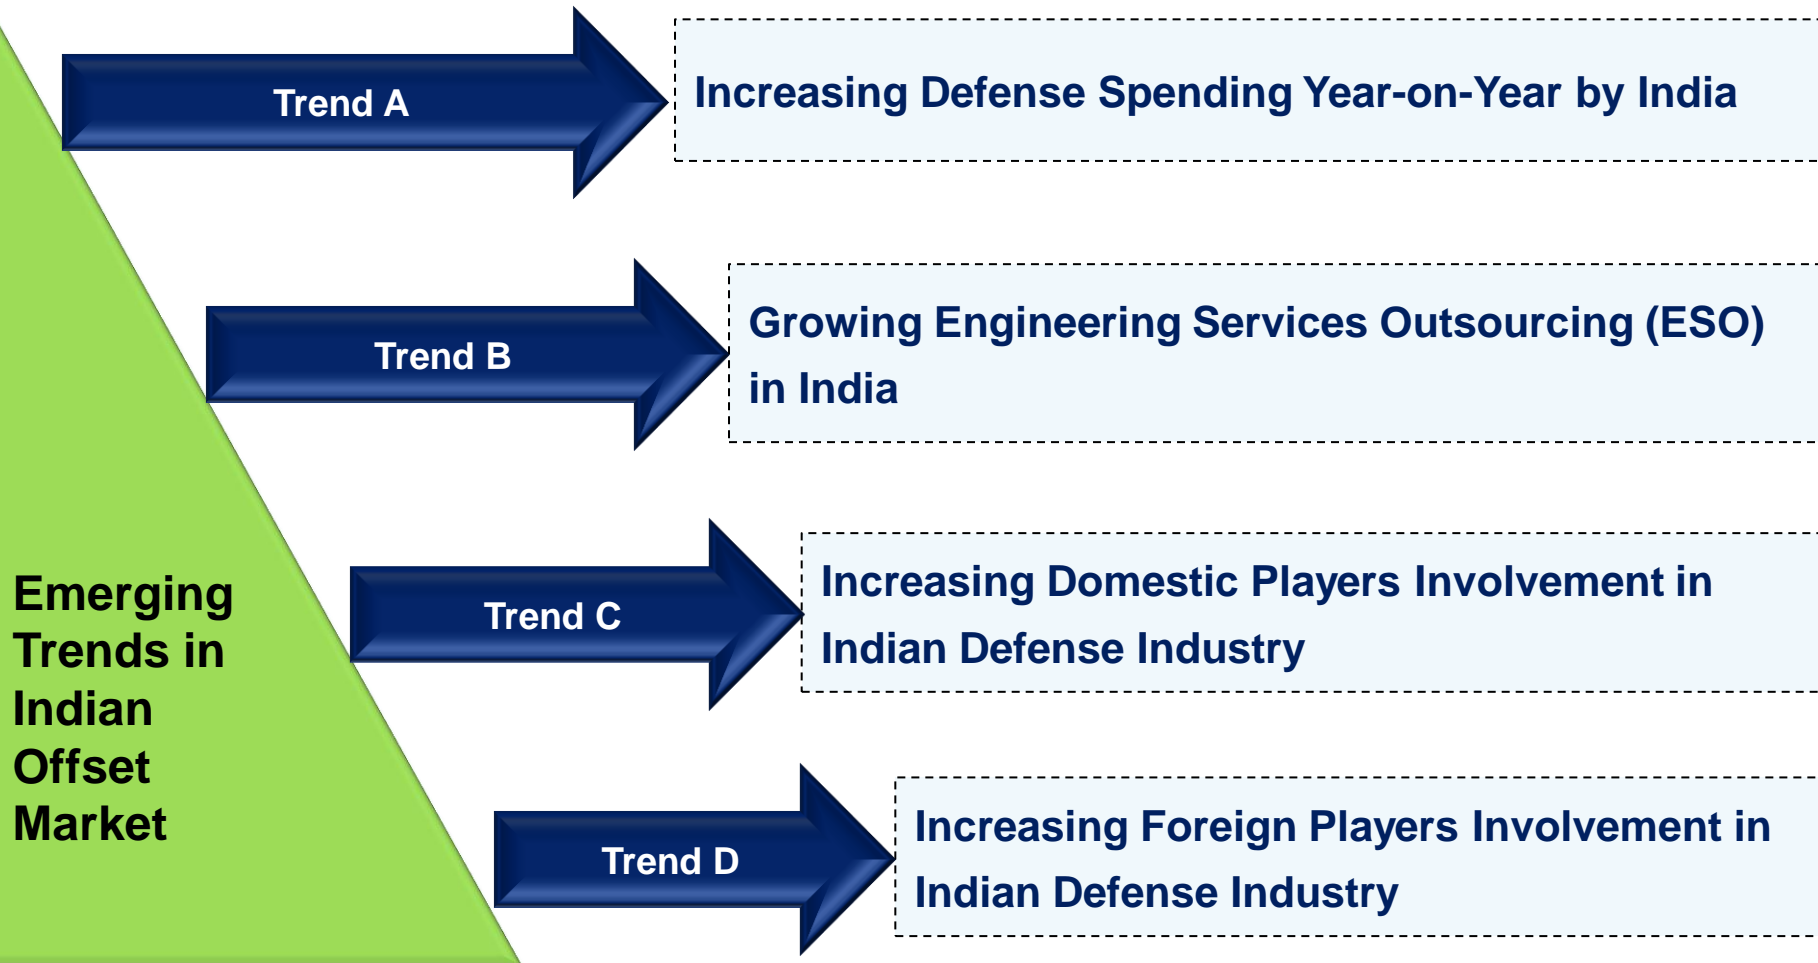 Trend A
Increasing Defense Spending Year-on-Year by India
Trend B
Growing Engineering Services Outsourcing (ESO)
in India
Trend C
Increasing Domestic Players Involvement in
Indian Defense Industry
Trend D
Increasing Foreign Players Involvement in
Indian Defense Industry
Emerging
Trends in
Indian
Offset
Market